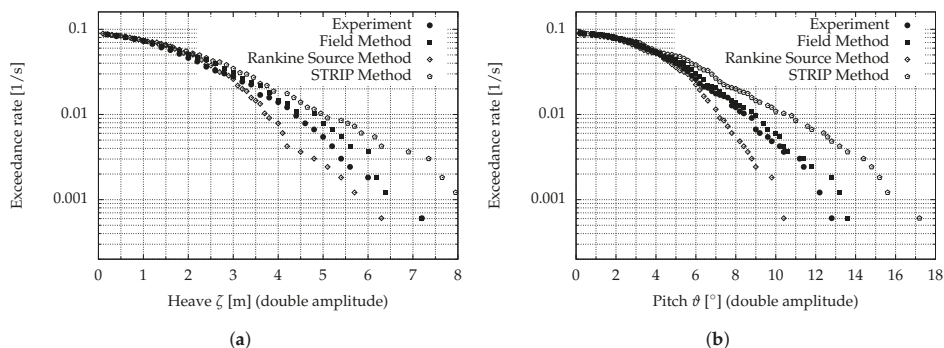 Exceedance rate [1/s]
0.1
0.01
0.001
Experiment
Field Method
Rankine Source Method
STRIP Method
0 1 2 3 4 5 6 7 8
Heave ζ [m] (double amplitude)
(a)
Exceedance rate [1/s]
0.1
0.01
0.001
Experiment
Field Method
Rankine Source Method
STRIP Method
0 2 4 6 8 10 12 14 16 18
Pitch ϑ [°] (double amplitude)
(b)